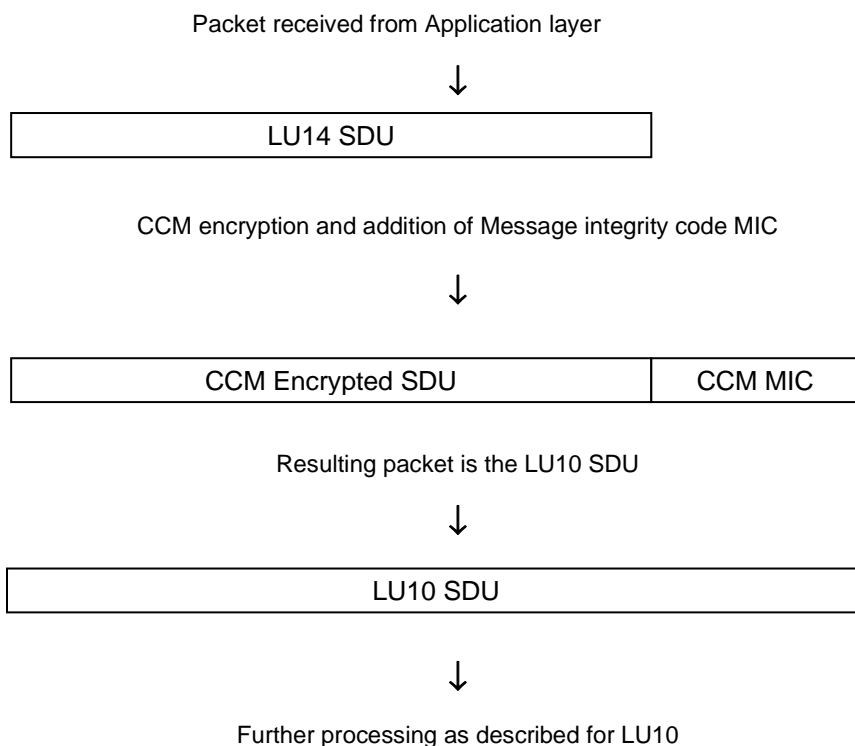 Packet received from Application layer
LU14 SDU
CCM encryption and addition of Message integrity code MIC
CCM Encrypted SDU CCM MIC
Resulting packet is the LU10 SDU
LU10 SDU
Further processing as described for LU10